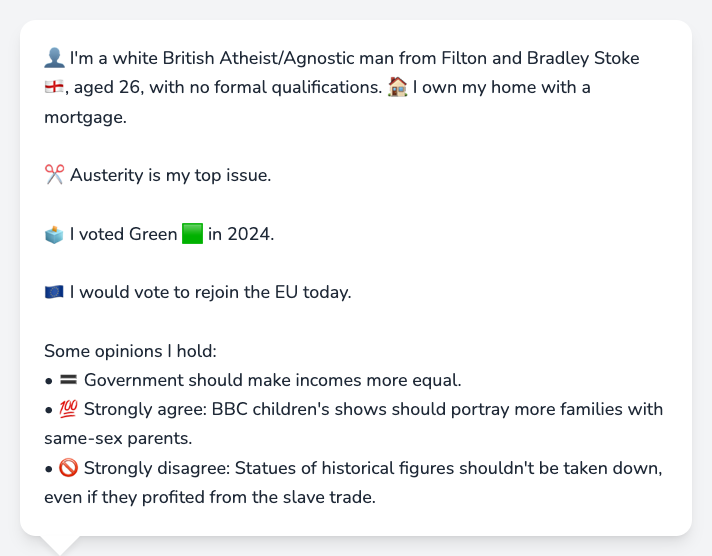 👤 I'm a white British Atheist/Agnostic man from Filton and Bradley Stoke
🏴󠁧󠁢󠁥󠁮󠁧󠁿, aged 26, with no formal qualifications. 🏠 I own my home with a
mortgage.
✂️ Austerity is my top issue.
🗳️ I voted Green 🟩 in 2024.
🇪🇺 I would vote to rejoin the EU today.
Some opinions I hold:
• 🟰 Government should make incomes more equal.
• 💯 Strongly agree: BBC children's shows should portray more families with
same-sex parents.
• 🚫 Strongly disagree: Statues of historical figures shouldn't be taken down,
even if they profited from the slave trade.